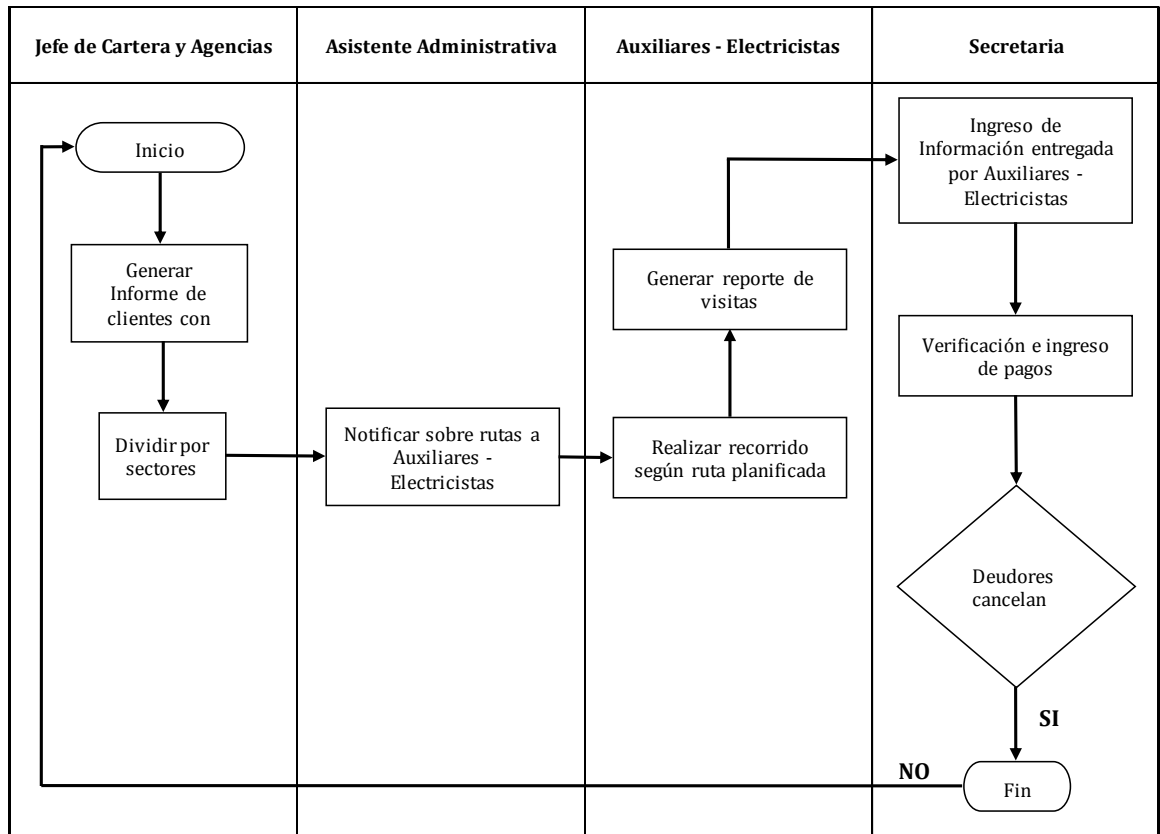 Jefe de Cartera y Agencias
Asistente Administrativa
Auxiliares - Electricistas
Secretaria
Inicio
Generar
Informe de
clientes con
Dividir por
sectores
Notificar sobre rutas a
Auxiliares -
Electricistas
Realizar recorrido
según ruta planificada
Generar reporte de
visitas
Ingreso de
Información entregada
por Auxiliares -
Electricistas
Verificación e ingreso
de pagos
Deudores
cancelan
SI
NO
Fin